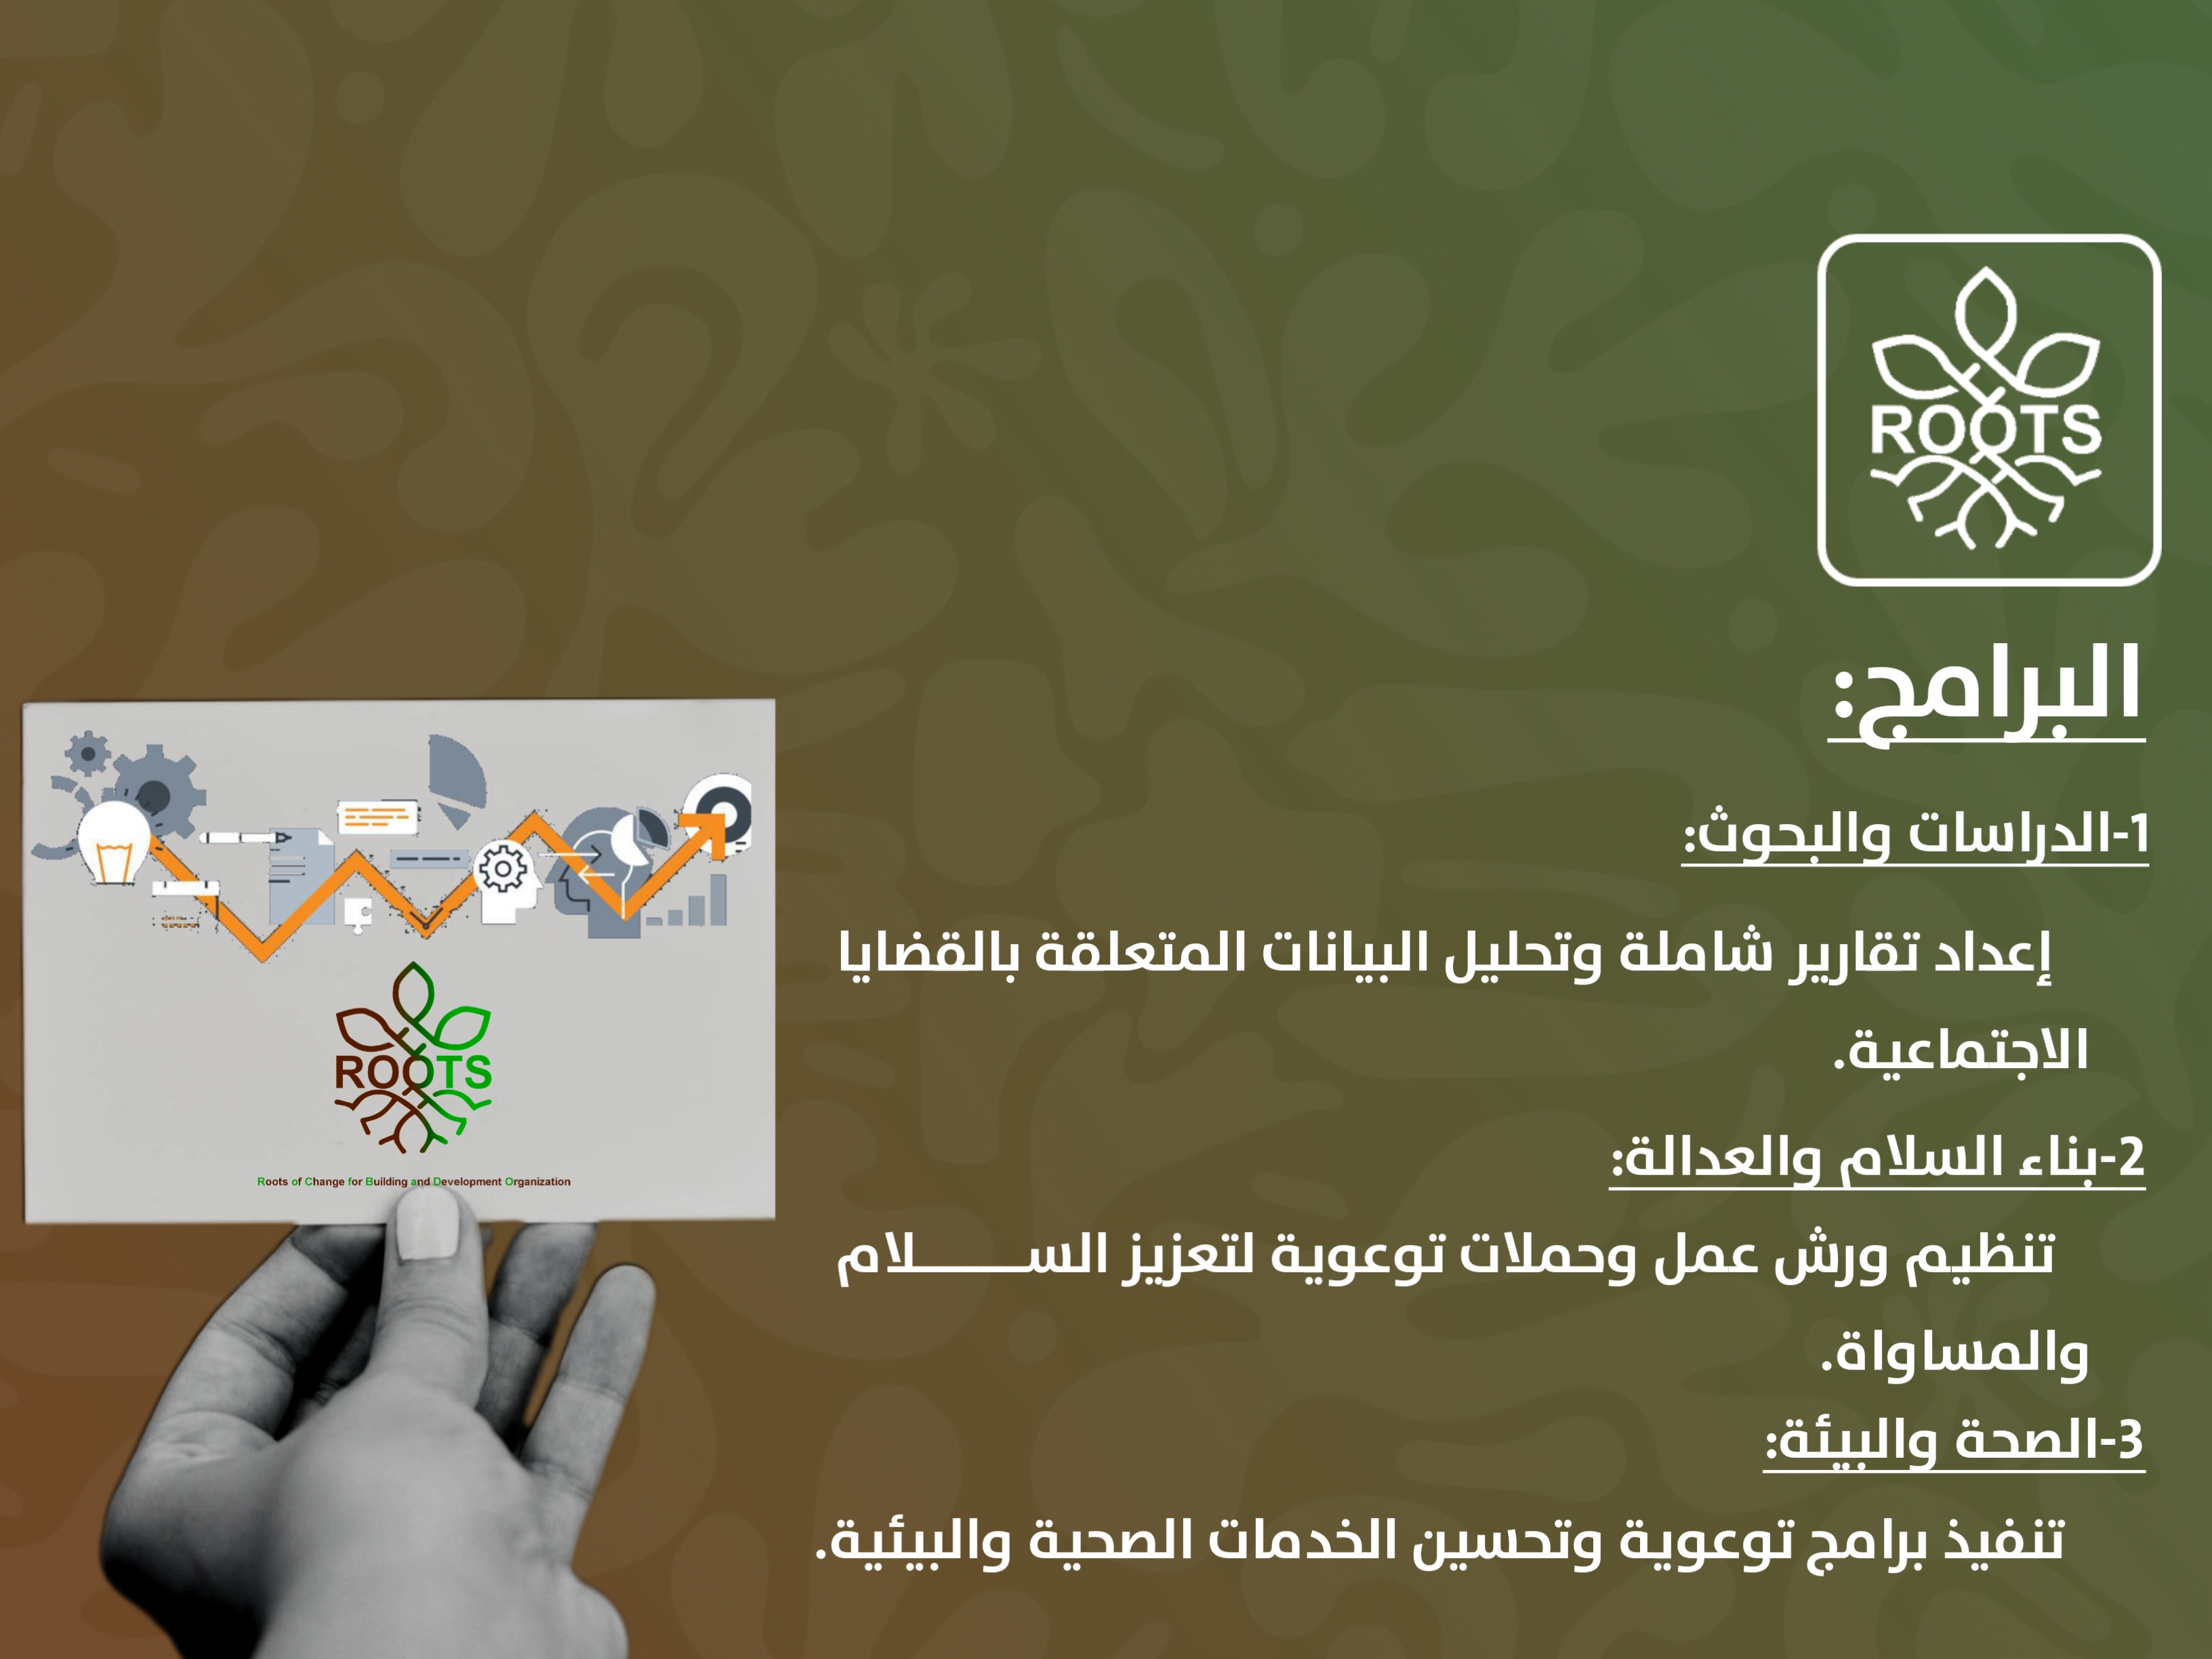 ROOTS
البرامج:
1-الدراسات والبحوث:
إعداد تقارير شاملة وتحليل البيانات المتعلقة بالقضايا
الاجتماعية.
2-بناء السلام والعدالة:
تنظيم ورش عمل وحملات توعوية لتعزيز الســـــــلام
والمساواة.
3-الصحة والبيئة:
تنفيذ برامج توعوية وتحسين الخدمات الصحية والبيئية.
ROOTS
Roots of Change for Building and Development Organization